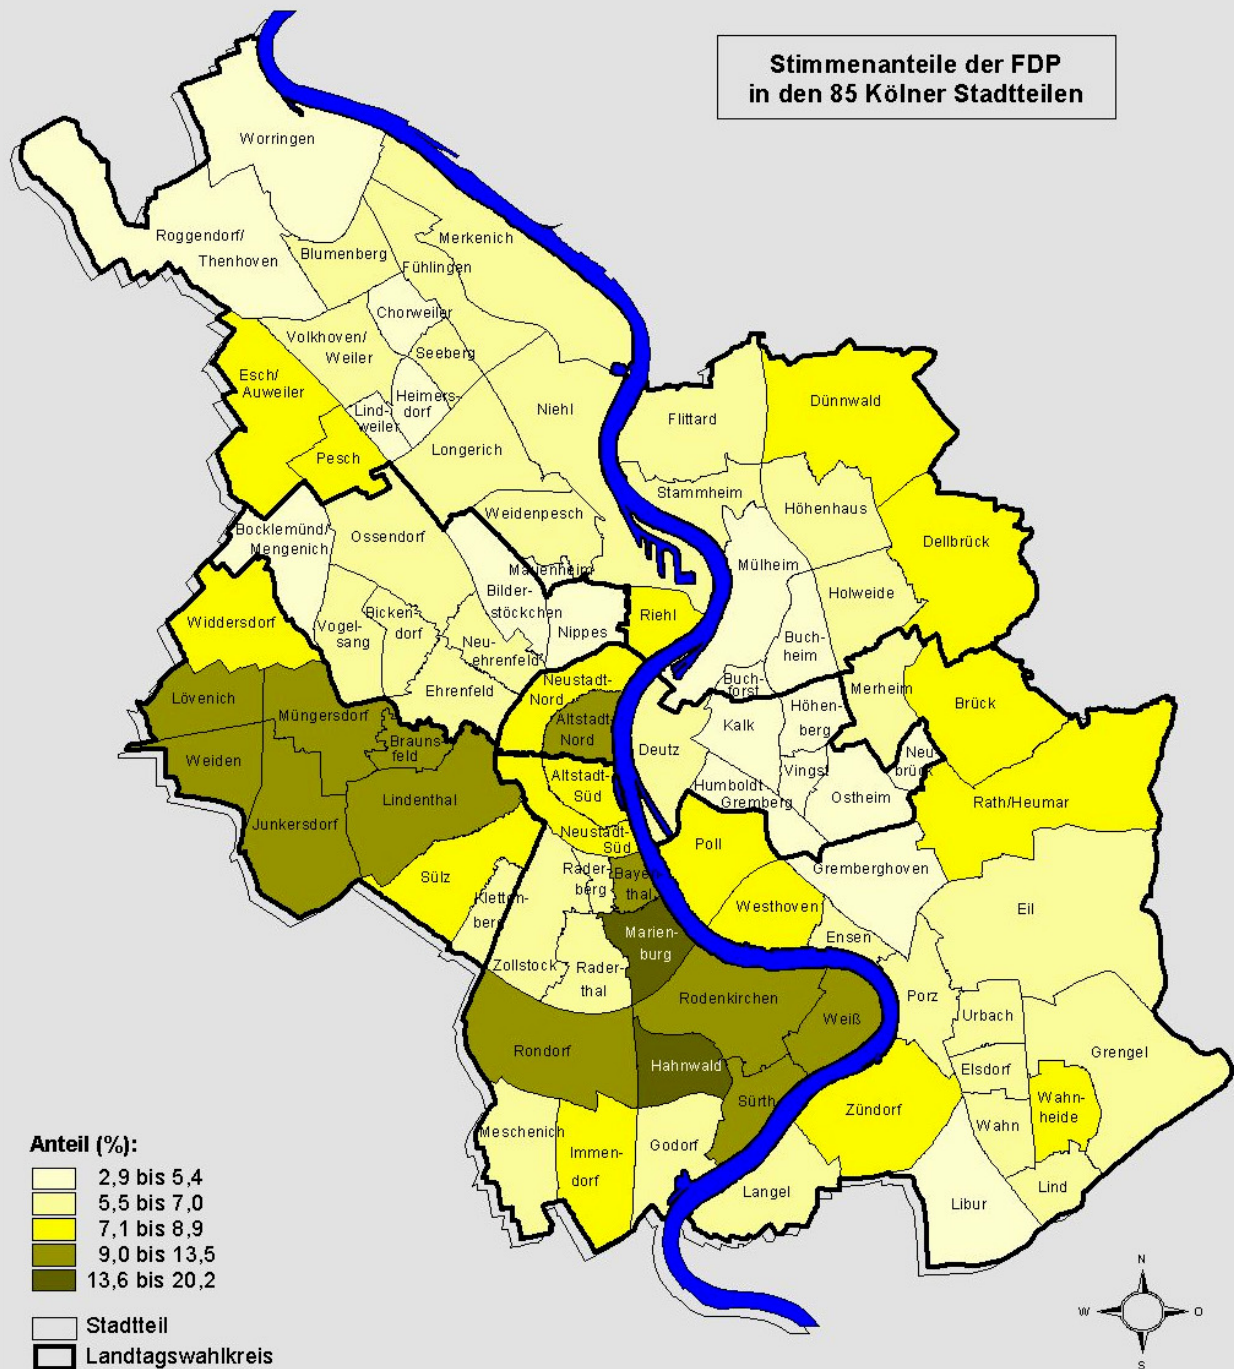 Stimmenanteile der FDP
in den 85 Kölner Stadtteilen
Worringen
Roggendorf/
Thenhoven
Blumenberg
Merkenich
Fühlingen
Chorweiler
Volkhoven/
Weiler
Seeberg
Esch/
Auweiler
Heimers-
dorf
Lind-
weiler
Pesch
Niehl
Longerich
Flittard
Dünnwald
Stammheim
Höhenhaus
Dellbrück
Weidenpesch
Bocklemünd/
Mengenich
Ossendorf
Mauenheim
Bilder-
stöckchen
Nippes
Riehl
Mülheim
Holweide
Widdersdorf
Vogel-
sang
Bicken-
dorf
Neu-
ehrenfeld
Ehrenfeld
Buch-
heim
Buch-
forst
Merheim
Brück
Lövenich
Müngersdorf
Brauns-
feld
Weiden
Neustadt-
Nord
Altstadt-
Nord
Deutz
Kalk
Höhen-
berg
Neu-
brück
Vingst
Humboldt
Gremberg
Ostheim
Rath/Heumar
Junkersdorf
Lindenthal
Altstadt-
Süd
Neustadt-
Süd
Sülz
Kletten-
berg
Rader-
berg
Bayen-
thal
Poll
Gremberghoven
Westhoven
Ensen
Eil
Marien-
burg
Zollstock
Rader-
thal
Rodenkirchen
Weiß
Porz
Urbach
Rondorf
Hahnwald
Sürth
Elsdorf
Grengel
Zündorf
Wahn-
heide
Wahn
Meschenich
Immen-
dorf
Godorf
Langel
Libur
Lind
Anteil (%):
2,9 bis 5,4
5,5 bis 7,0
7,1 bis 8,9
9,0 bis 13,5
13,6 bis 20,2
Stadtteil
Landtagswahlkreis
N
W
O
S